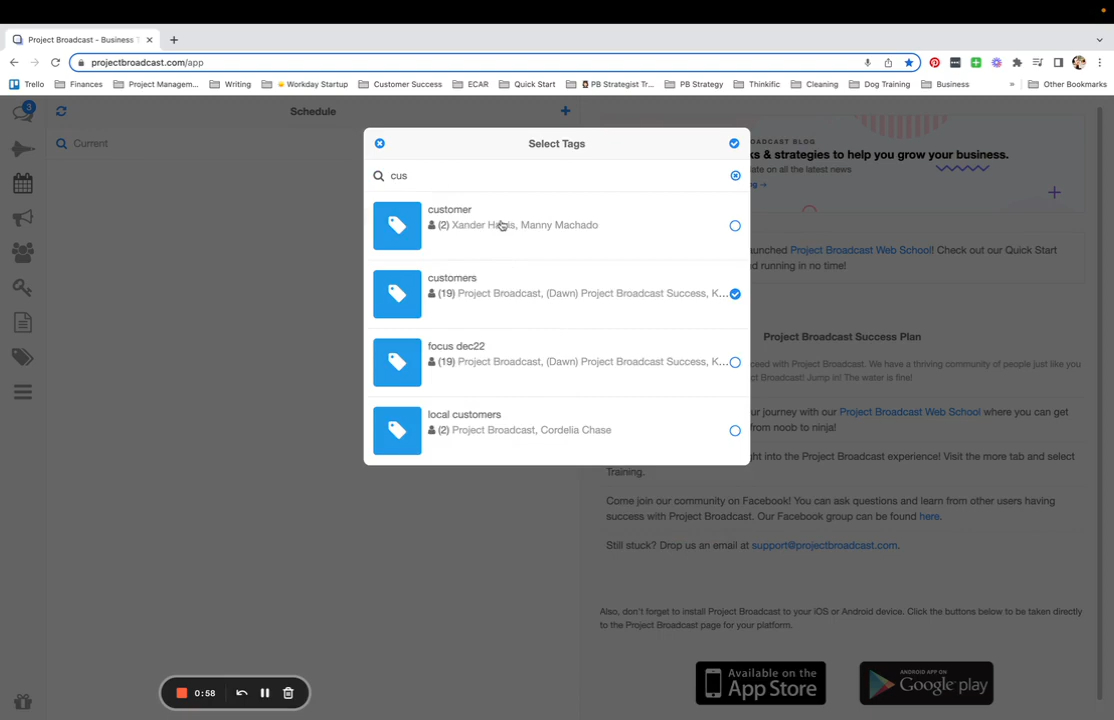 Project Broadcast - Business T
projectbroadcast.com/app
Trello
Finances
Project Managem...
Writing
Workday Startup
Customer Success
ECAR
Quick Start
PB Strategist Tr...
PB Strategy
Thinkific
Cleaning
Dog Training
Business
»
Other Bookmarks
3
Schedule
Current
Select Tags
cus
customer
(2) Xander Harris, Manny Machado
customers
(19) Project Broadcast, (Dawn) Project Broadcast Success, K...
focus dec22
(19) Project Broadcast, (Dawn) Project Broadcast Success, K...
local customers
(2) Project Broadcast, Cordelia Chase
OADCAST BLOG
ks & strategies to help you grow your business.
ate on all the latest news
unched Project Broadcast Web School! Check out our Quick Start
d running in no time!
Project Broadcast Success Plan
ceed with Project Broadcast. We have a thriving community of people just like you
ct Broadcast! Jump in! The water is fine!
ur journey with our Project Broadcast Web School where you can get
from noob to ninja!
ght into the Project Broadcast experience! Visit the more tab and select
Training.
Come join our community on Facebook! You can ask questions and learn from other users having
success with Project Broadcast. Our Facebook group can be found here.
Still stuck? Drop us an email at support@projectbroadcast.com.
Also, don't forget to install Project Broadcast to your iOS or Android device. Click the buttons below to be taken directly
to the Project Broadcast page for your platform.
Available on the
App Store
ANDROID APP ON
Google play
0:58